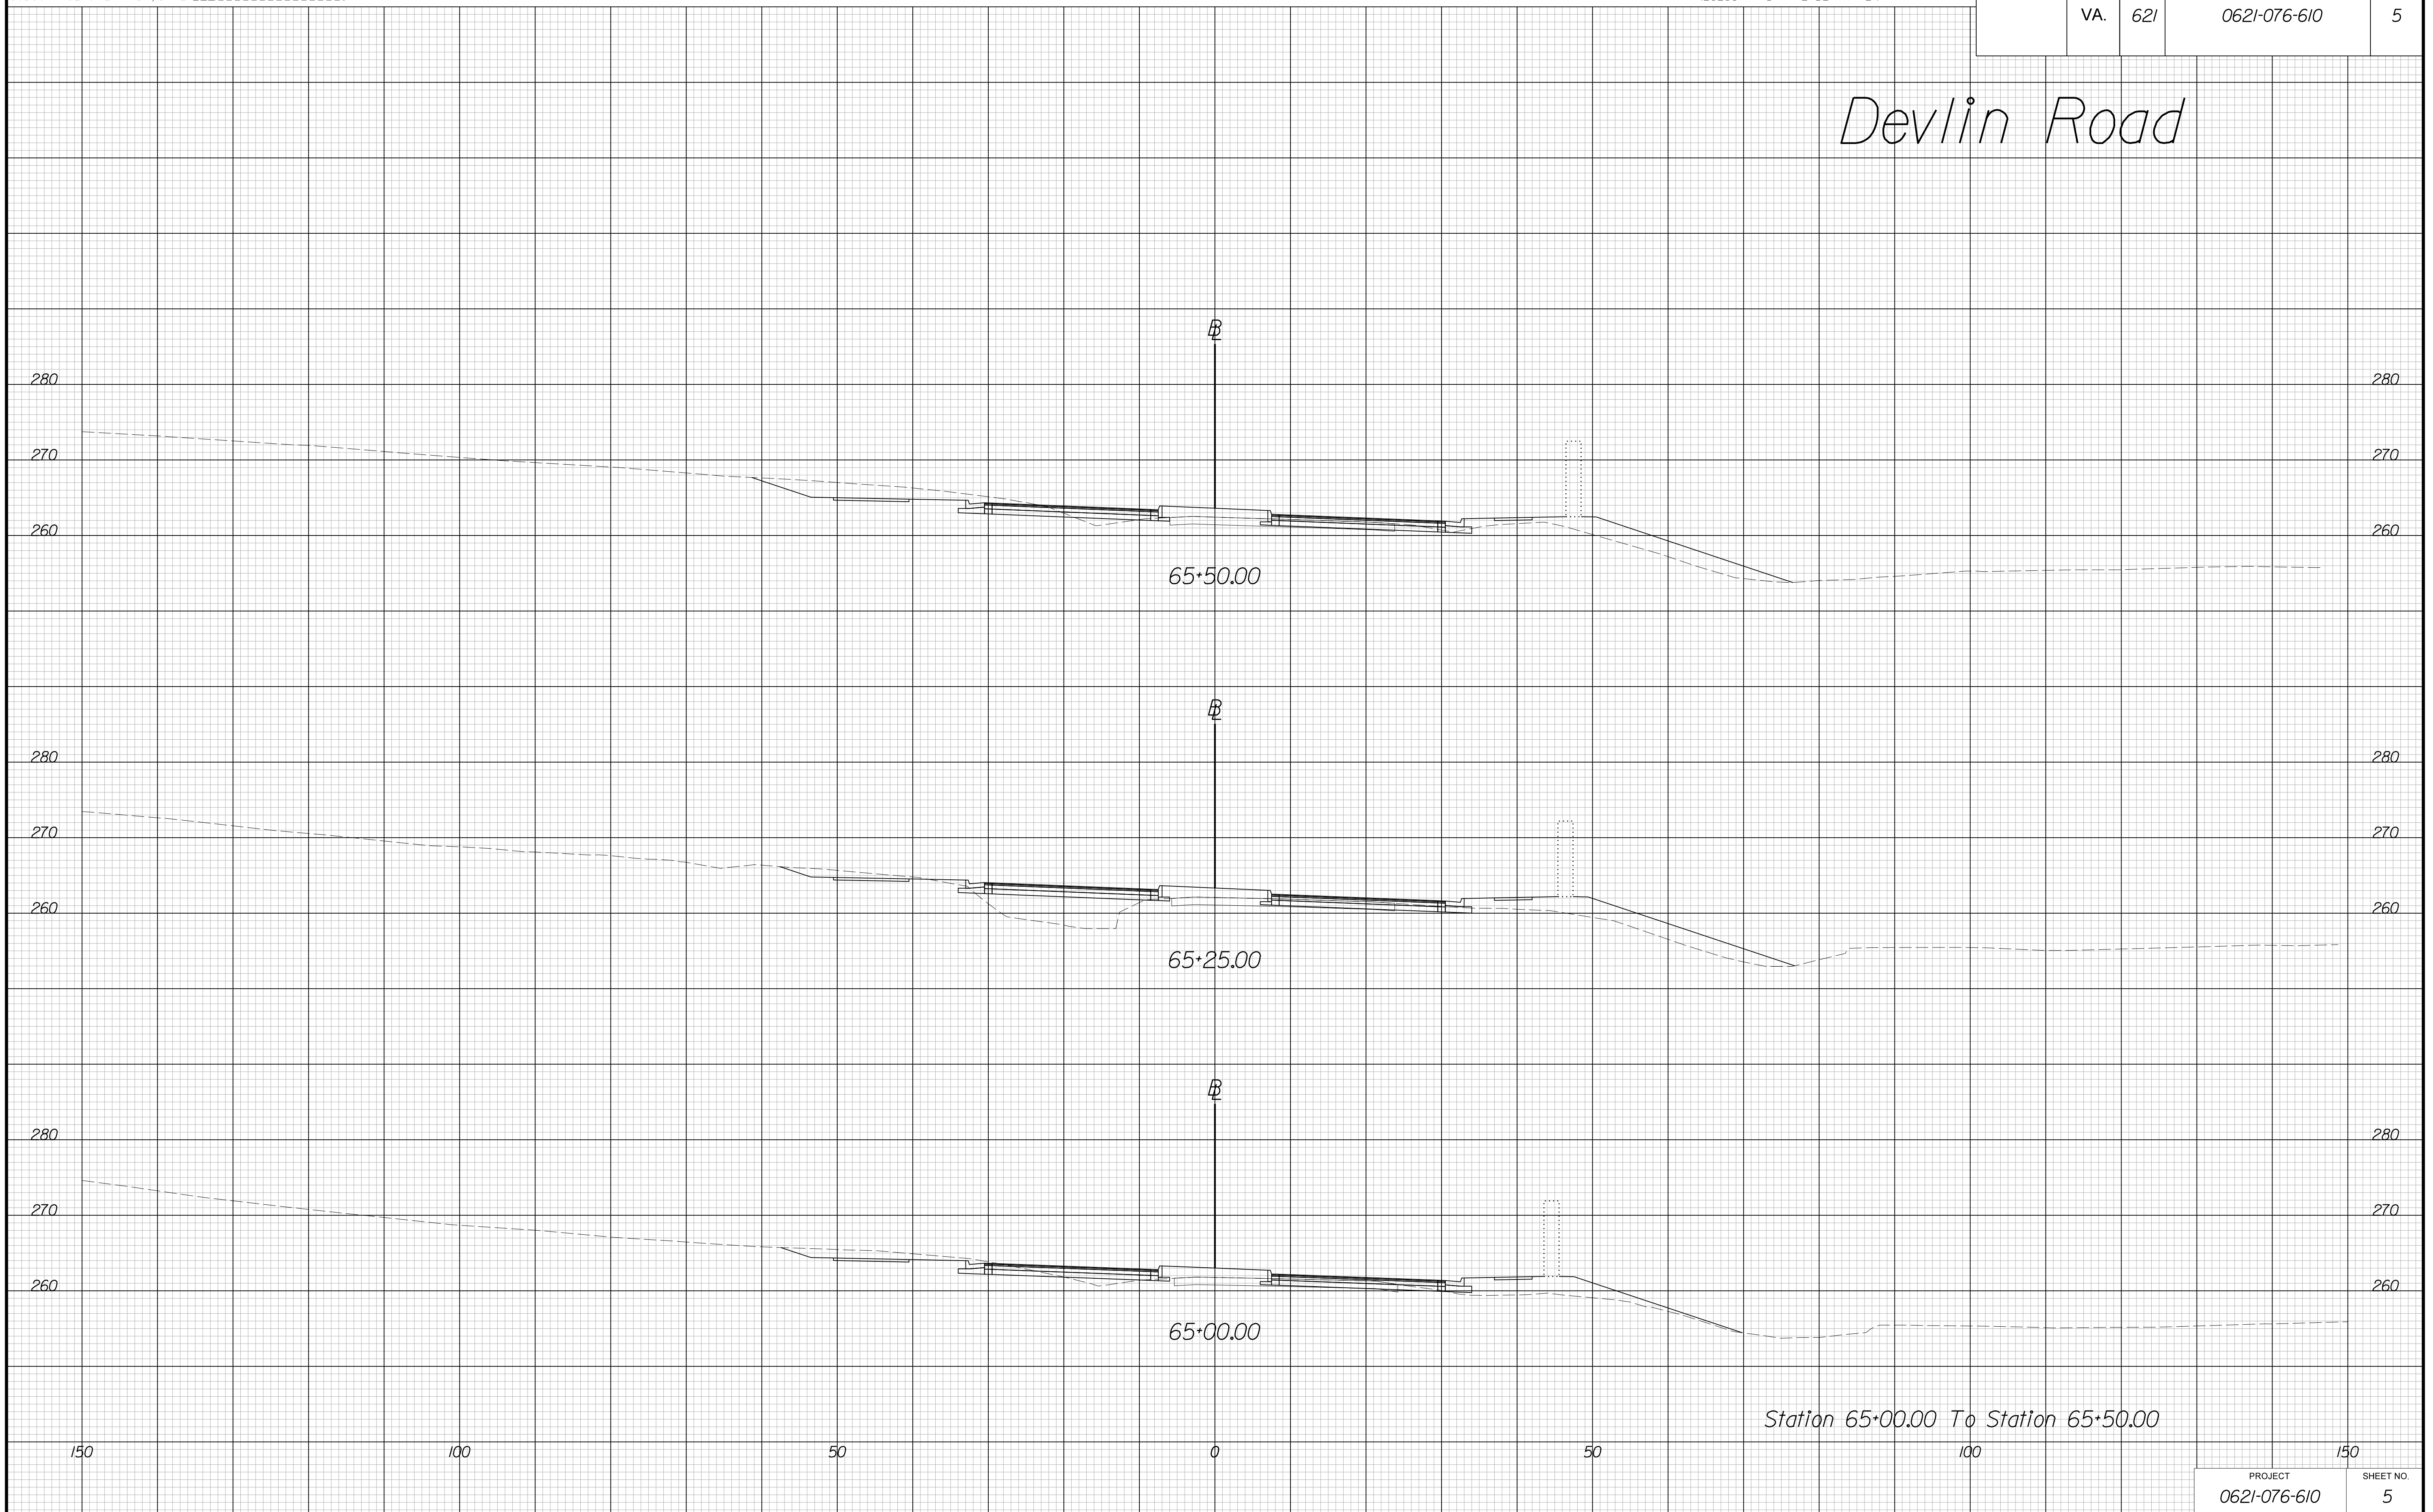 VA. 621 0621-076-610 5
Devlin Road
BL
280 280
270 270
260 260
65+50.00
BL
280 280
270 270
260 260
65+25.00
BL
280 280
270 270
260 260
65+00.00
Station 65+00.00 To Station 65+50.00
150 100 50 0 50 100 150
PROJECT SHEET NO.
0621-076-610 5